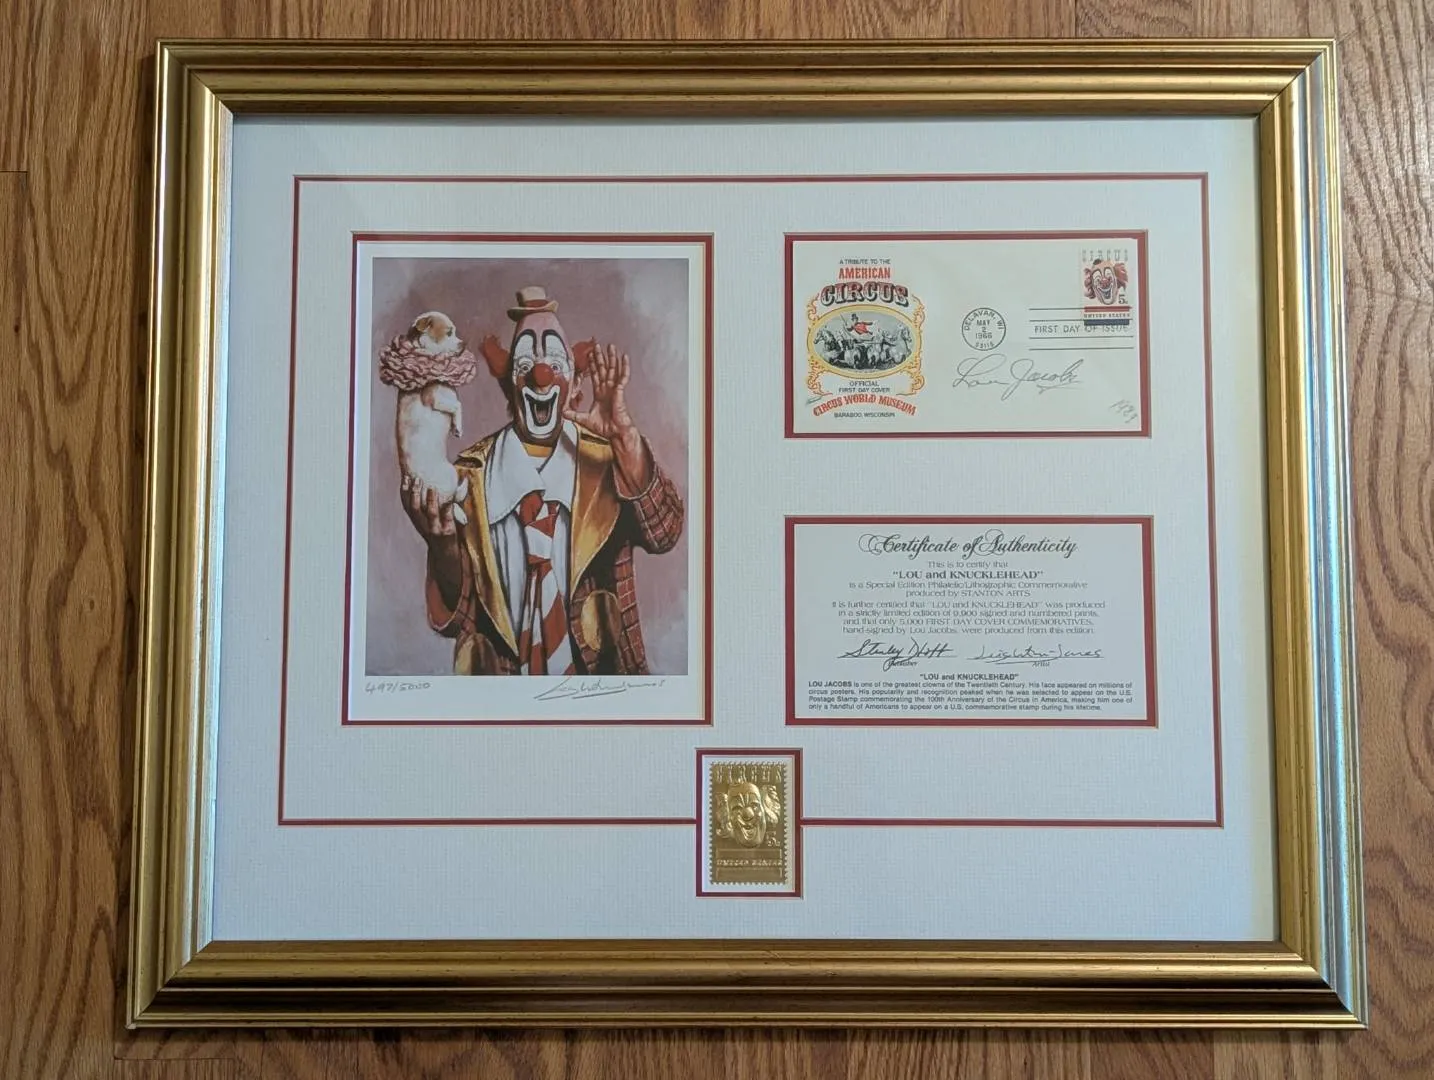 497/5000
A TRIBUTE TO THE
AMERICAN
CIRCUS
OFFICIAL
FIRST DAY COVER
CIRCUS WORLD MUSEUM
BARABOO, WISCONSIN
DELAVAN, WI
MAY
2
1966
53115
FIRST DAY OF ISSUE
CIRCUS
5c
UNITED STATES
Lou Jacobs
Certificate of Authenticity
This is to certify that
"LOU and KNUCKLEHEAD"
is a Special Edition Philatelic/Lithographic Commemorative
produced by STANTON ARTS
It is further certified that "LOU and KNUCKLEHEAD" was produced
in a strictly limited edition of 9,900 signed and numbered prints,
and that only 5,000 FIRST DAY COVER COMMEMORATIVES,
hand-signed by Lou Jacobs, were produced from this edition.
Publisher
Leighton-Jones
Artist
"LOU and KNUCKLEHEAD"
LOU JACOBS is one of the greatest clowns of the Twentieth Century. His face appeared on millions of
circus posters. His popularity and recognition peaked when he was selected to appear on the U.S.
Postage Stamp commemorating the 100th Anniversary of the Circus in America, making him one of
only a handful of Americans to appear on a U.S. commemorative stamp during his lifetime.
CIRCUS
5c
UNITED STATES